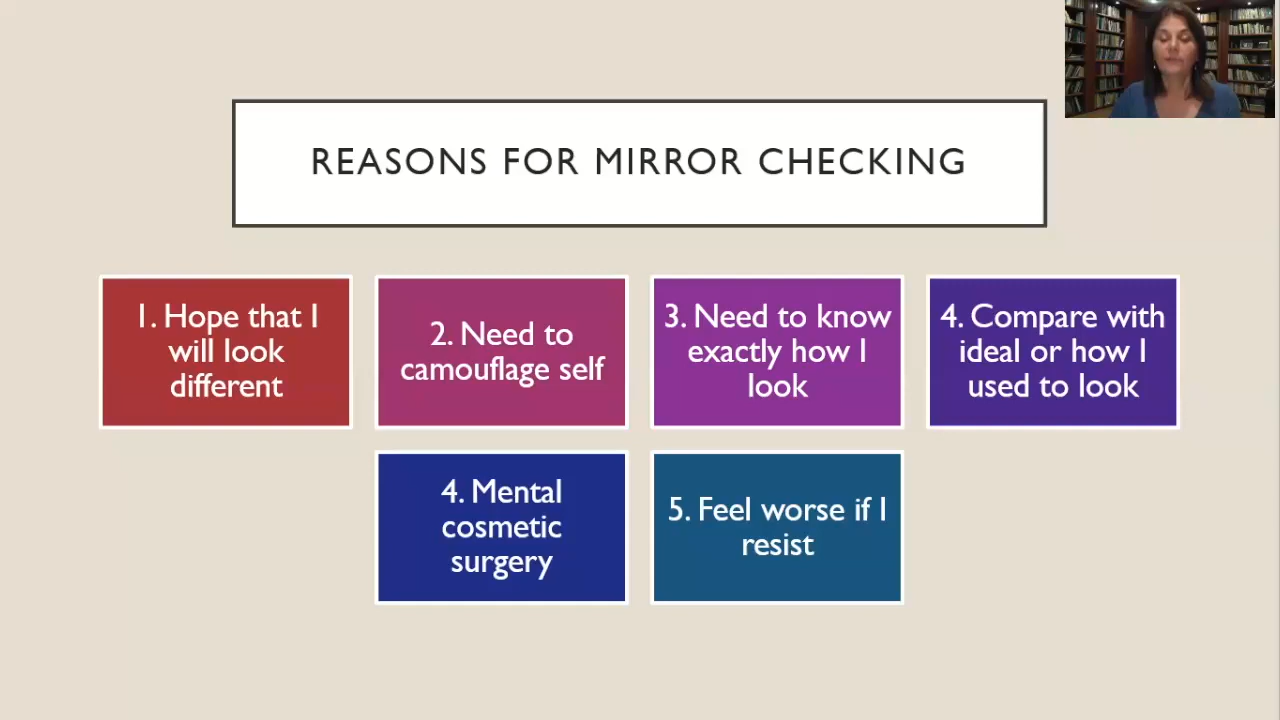 REASONS FOR MIRROR CHECKING
1. Hope that I
will look
different
2. Need to
camouflage self
3. Need to know
exactly how I
look
4. Compare with
ideal or how I
used to look
4. Mental
cosmetic
surgery
5. Feel worse if I
resist